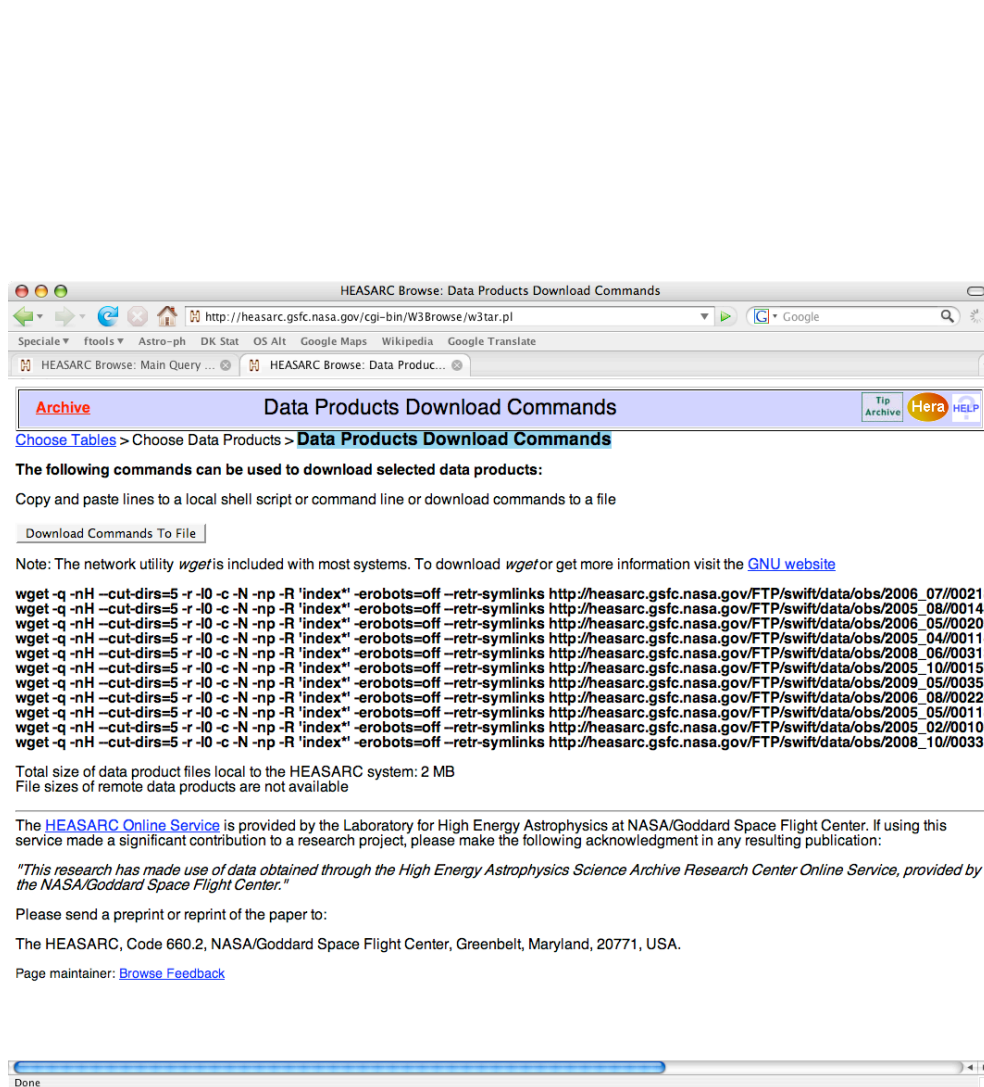 HEASARC Browse: Data Products Download Commands
http://heasarc.gsfc.nasa.gov/cgi-bin/W3Browse/w3tar.pl
G Google
Speciale ftools Astro-ph DK Stat OS Alt Google Maps Wikipedia Google Translate
HEASARC Browse: Main Query ... HEASARC Browse: Data Produc...
Archive Data Products Download Commands Tip Archive Hera HELP
Choose Tables > Choose Data Products > Data Products Download Commands
The following commands can be used to download selected data products:
Copy and paste lines to a local shell script or command line or download commands to a file
Download Commands To File
Note: The network utility wget is included with most systems. To download wget or get more information visit the GNU website
wget -q -nH --cut-dirs=5 -r -l0 -c -N -np -R 'index*' -erobots=off --retr-symlinks http://heasarc.gsfc.nasa.gov/FTP/swift/data/obs/2006_07//0021
wget -q -nH --cut-dirs=5 -r -l0 -c -N -np -R 'index*' -erobots=off --retr-symlinks http://heasarc.gsfc.nasa.gov/FTP/swift/data/obs/2005_08//0014
wget -q -nH --cut-dirs=5 -r -l0 -c -N -np -R 'index*' -erobots=off --retr-symlinks http://heasarc.gsfc.nasa.gov/FTP/swift/data/obs/2006_05//0020
wget -q -nH --cut-dirs=5 -r -l0 -c -N -np -R 'index*' -erobots=off --retr-symlinks http://heasarc.gsfc.nasa.gov/FTP/swift/data/obs/2005_04//0011
wget -q -nH --cut-dirs=5 -r -l0 -c -N -np -R 'index*' -erobots=off --retr-symlinks http://heasarc.gsfc.nasa.gov/FTP/swift/data/obs/2008_06//0031
wget -q -nH --cut-dirs=5 -r -l0 -c -N -np -R 'index*' -erobots=off --retr-symlinks http://heasarc.gsfc.nasa.gov/FTP/swift/data/obs/2005_10//0015
wget -q -nH --cut-dirs=5 -r -l0 -c -N -np -R 'index*' -erobots=off --retr-symlinks http://heasarc.gsfc.nasa.gov/FTP/swift/data/obs/2009_05//0035
wget -q -nH --cut-dirs=5 -r -l0 -c -N -np -R 'index*' -erobots=off --retr-symlinks http://heasarc.gsfc.nasa.gov/FTP/swift/data/obs/2006_08//0022
wget -q -nH --cut-dirs=5 -r -l0 -c -N -np -R 'index*' -erobots=off --retr-symlinks http://heasarc.gsfc.nasa.gov/FTP/swift/data/obs/2005_05//0011
wget -q -nH --cut-dirs=5 -r -l0 -c -N -np -R 'index*' -erobots=off --retr-symlinks http://heasarc.gsfc.nasa.gov/FTP/swift/data/obs/2005_02//0010
wget -q -nH --cut-dirs=5 -r -l0 -c -N -np -R 'index*' -erobots=off --retr-symlinks http://heasarc.gsfc.nasa.gov/FTP/swift/data/obs/2008_10//0033
Total size of data product files local to the HEASARC system: 2 MB
File sizes of remote data products are not available
The HEASARC Online Service is provided by the Laboratory for High Energy Astrophysics at NASA/Goddard Space Flight Center. If using this
service made a significant contribution to a research project, please make the following acknowledgment in any resulting publication:
"This research has made use of data obtained through the High Energy Astrophysics Science Archive Research Center Online Service, provided by
the NASA/Goddard Space Flight Center."
Please send a preprint or reprint of the paper to:
The HEASARC, Code 660.2, NASA/Goddard Space Flight Center, Greenbelt, Maryland, 20771, USA.
Page maintainer: Browse Feedback
Done